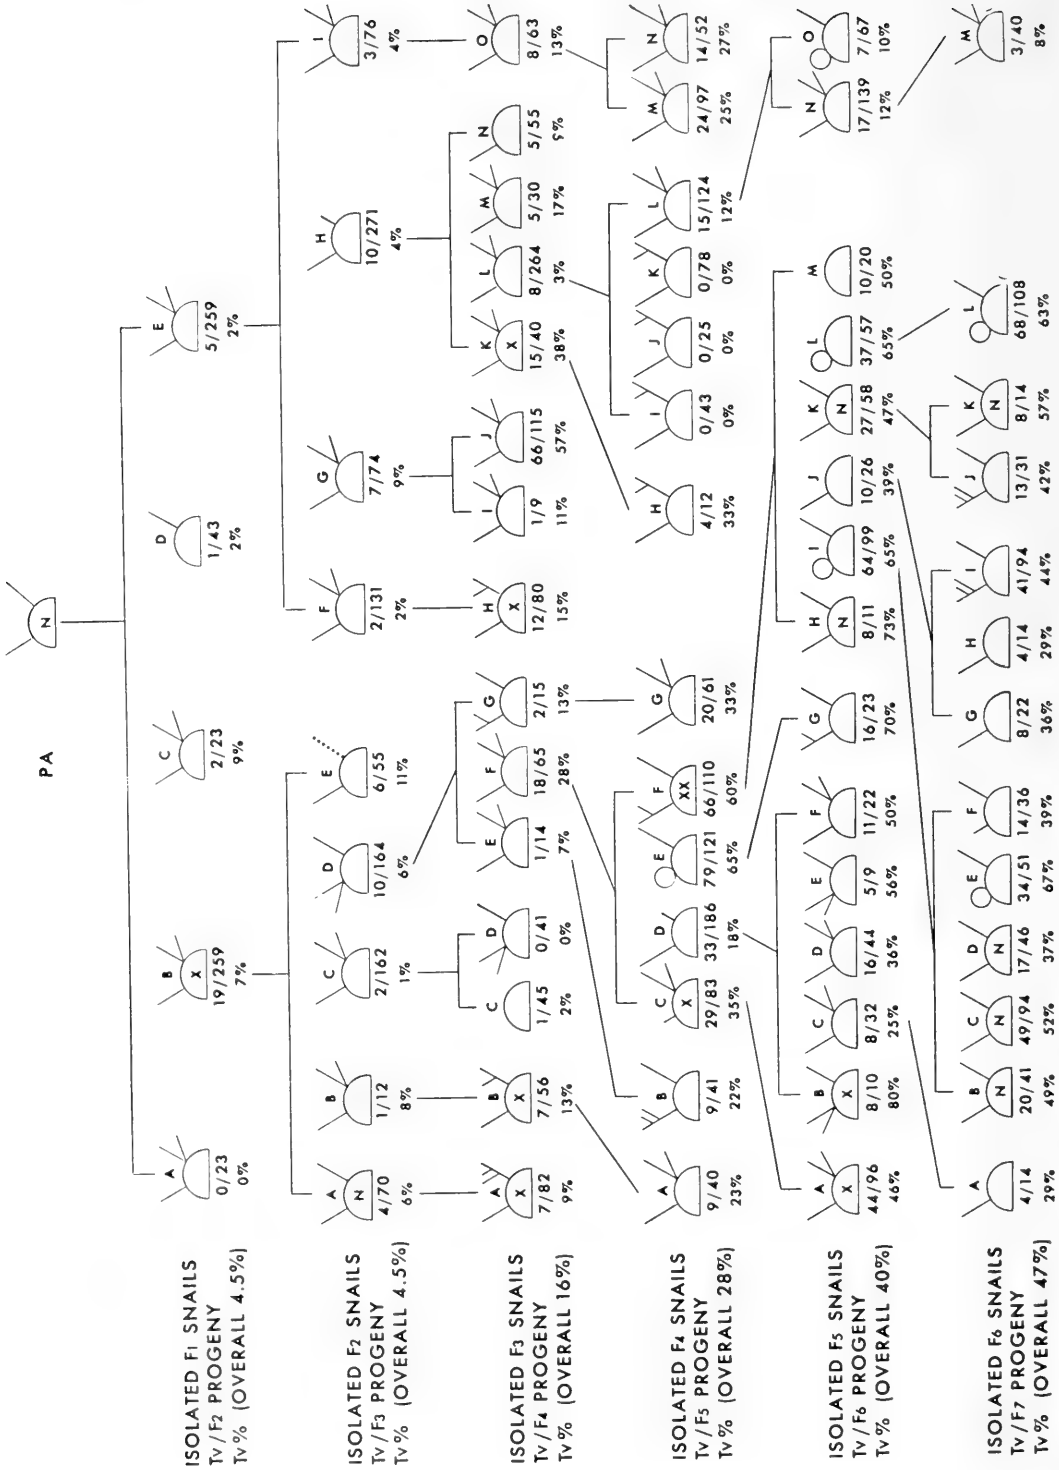 PA
N
ISOLATED F1 SNAILS
Tv/F2 PROGENY
Tv% (OVERALL 4.5%)
A
0/23
0%
B
X
19/259
7%
C
2/23
9%
D
1/43
2%
E
5/259
2%
ISOLATED F2 SNAILS
Tv/F3 PROGENY
Tv% (OVERALL 4.5%)
A
N
4/70
6%
B
1/12
8%
C
2/162
1%
D
10/164
6%
E
6/55
11%
F
2/131
2%
G
7/74
9%
H
10/271
4%
I
3/76
4%
ISOLATED F3 SNAILS
Tv/F4 PROGENY
Tv% (OVERALL 16%)
A
X
7/82
9%
B
X
7/56
13%
C
1/45
2%
D
0/41
0%
E
1/14
7%
F
18/65
28%
G
2/15
13%
H
X
12/80
15%
I
1/9
11%
J
66/115
57%
K
X
15/40
38%
L
8/264
3%
M
5/30
17%
N
5/55
9%
O
8/63
13%
ISOLATED F4 SNAILS
Tv/F5 PROGENY
Tv% (OVERALL 28%)
A
9/40
23%
B
9/41
22%
C
X
29/83
35%
D
33/186
18%
E
79/121
65%
F
XX
66/110
60%
G
20/61
33%
H
4/12
33%
I
0/43
0%
J
0/25
0%
K
0/78
0%
L
15/124
12%
M
24/97
25%
N
14/52
27%
ISOLATED F5 SNAILS
Tv/F6 PROGENY
Tv% (OVERALL 40%)
A
X
44/96
46%
B
X
8/10
80%
C
8/32
25%
D
16/44
36%
E
5/9
56%
F
11/22
50%
G
16/23
70%
H
N
8/11
73%
I
64/99
65%
J
10/26
39%
K
N
27/58
47%
L
37/57
65%
M
10/20
50%
N
17/139
12%
O
7/67
10%
ISOLATED F6 SNAILS
Tv/F7 PROGENY
Tv% (OVERALL 47%)
A
4/14
29%
B
N
20/41
49%
C
N
49/94
52%
D
N
17/46
37%
E
34/51
67%
F
14/36
39%
G
8/22
36%
H
4/14
29%
I
41/94
44%
J
13/31
42%
K
N
8/14
57%
L
68/108
63%
M
3/40
8%